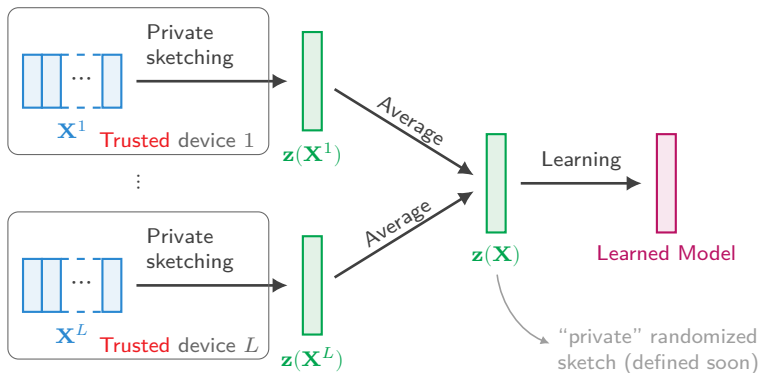 Private
sketching
...
X¹
Trusted device 1
z(X¹)
Average
⋮
Private
sketching
...
Xᴸ
Trusted device L
z(Xᴸ)
Average
z(X)
Learning
Learned Model
“private” randomized
sketch (defined soon)